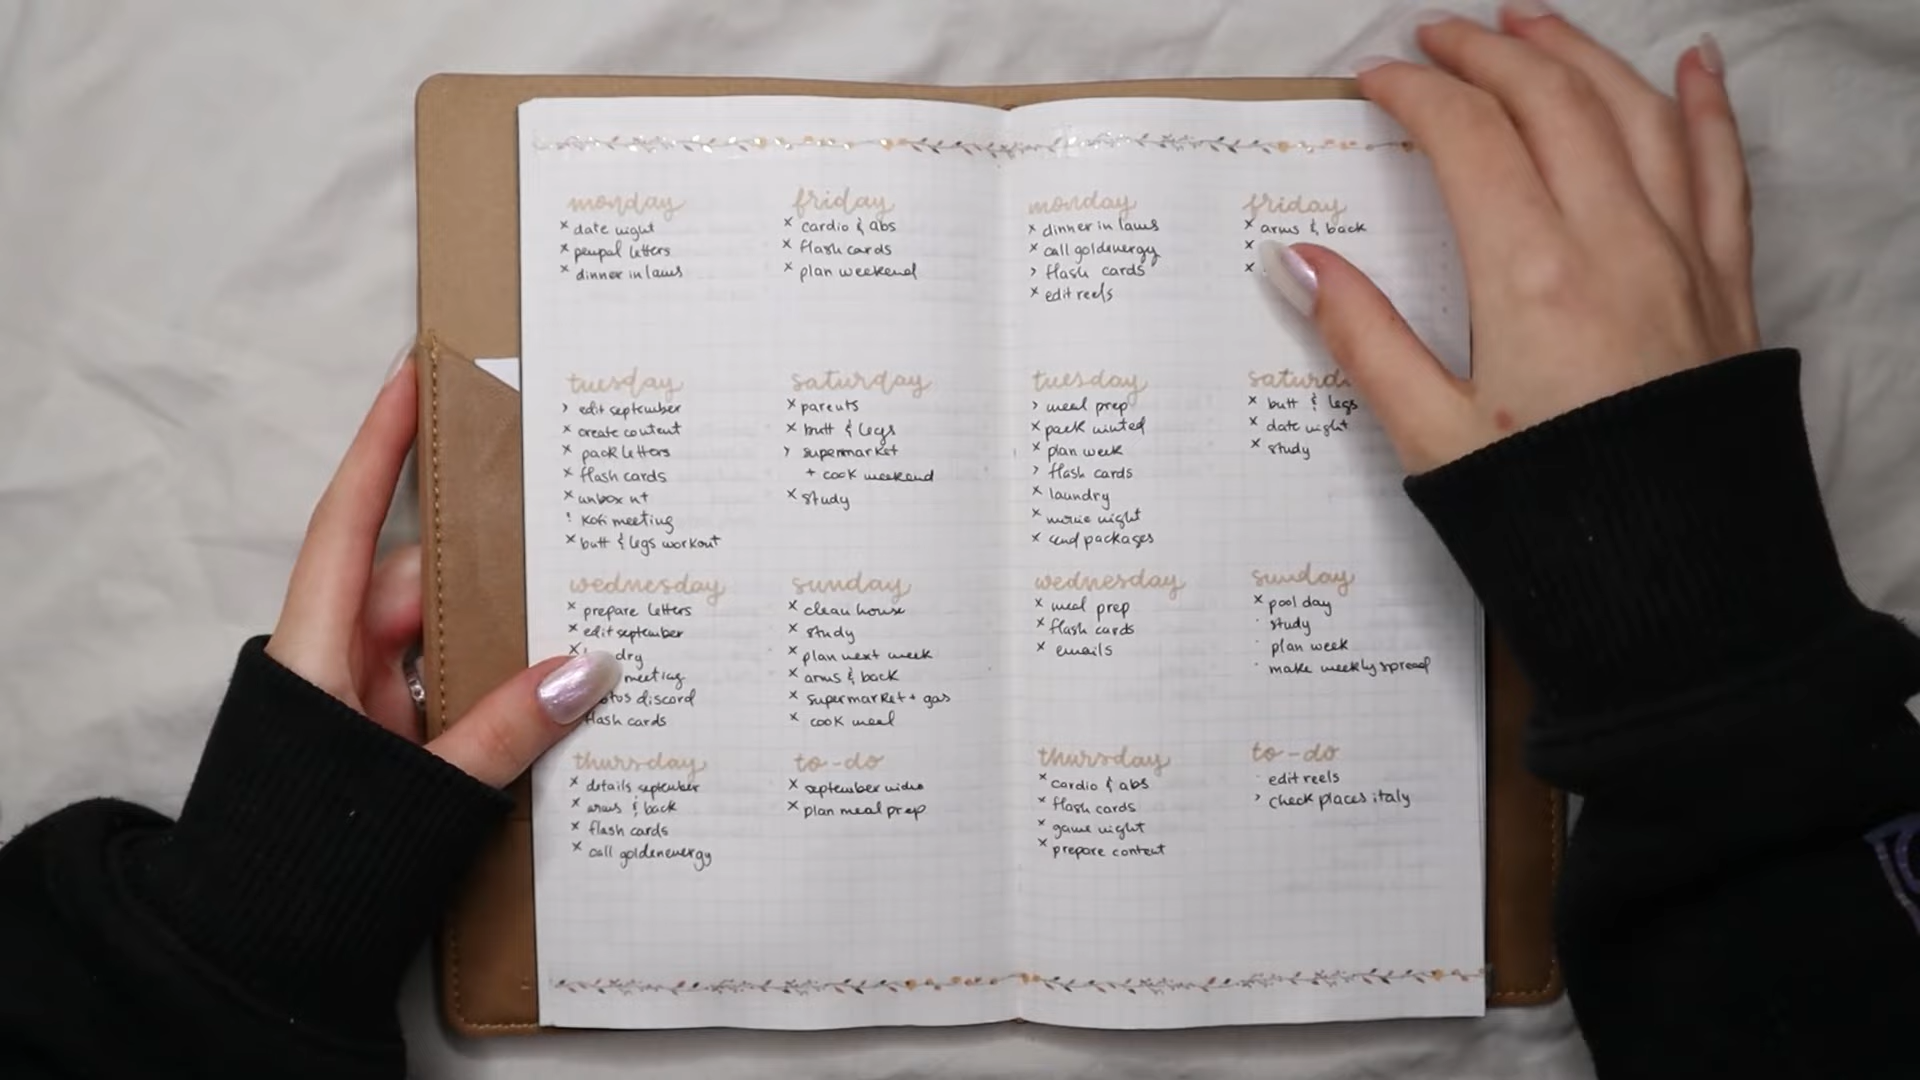 monday
x date night
x penpal letters
x dinner in laws
tuesday
> edit september
x create content
x pack letters
x flash cards
x unbox nt
! kofi meeting
x butt & legs workout
wednesday
x prepare letters
x edit september
x dry
meeting
discord
flash cards
thursday
x details september
x arms & back
x flash cards
x call goldenenergy
friday
x cardio & abs
x flash cards
x plan weekend
saturday
x parents
x butt & legs
> supermarket
+ cook weekend
x study
sunday
x clean house
x study
x plan next week
x arms & back
x supermarket + gas
x cook meal
to-do
x september video
x plan meal prep
monday
x dinner in laws
x call goldenergy
> flash cards
x edit reels
tuesday
> meal prep
x pack vinted
x plan week
> flash cards
x laundry
x movie night
x send packages
wednesday
x meal prep
x flash cards
x emails
thursday
x cardio & abs
x flash cards
x game night
x prepare content
friday
x arms & back
x
x
saturd
x butt & legs
x date night
x study
sunday
x pool day
· study
· plan week
· make weekly spread
to-do
· edit reels
> check places italy